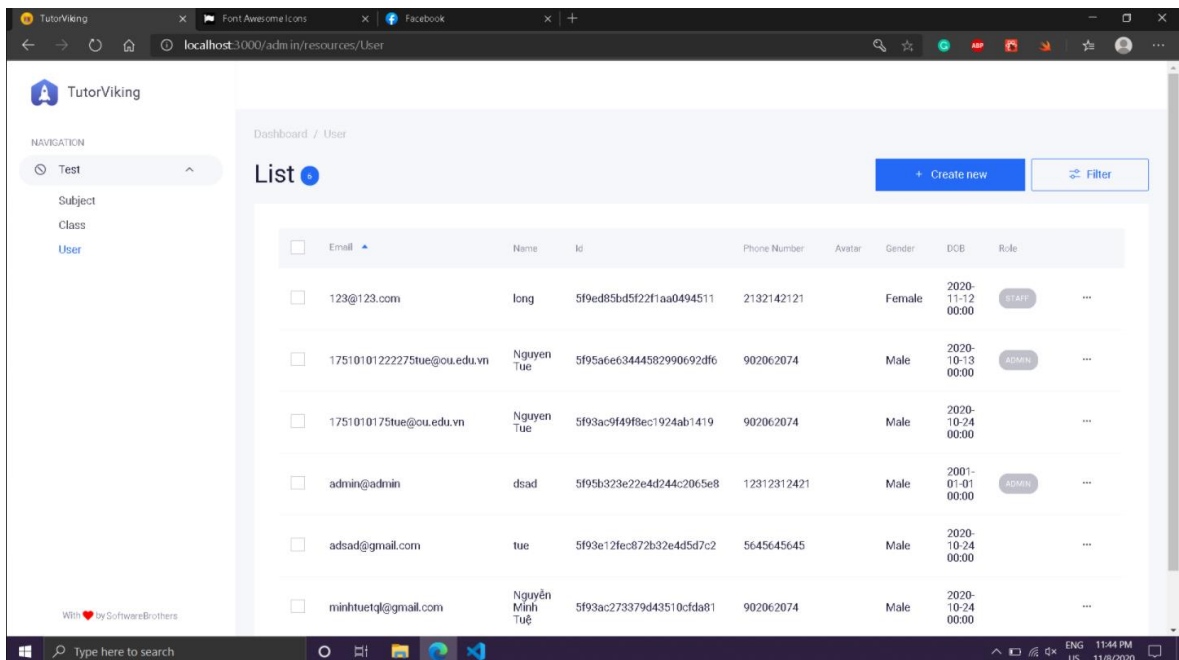 TutorViking
Font Awesome Icons
Facebook
localhost:3000/admin/resources/User
ABP
TutorViking
NAVIGATION
Test
Subject
Class
User
Dashboard / User
List 6
+ Create new
Filter
Email Name Id Phone Number Avatar Gender DOB Role
123@123.com long 5f9ed85bd5f22f1aa0494511 2132142121 Female 2020-11-12 00:00 STAFF
17510101222275tue@ou.edu.vn Nguyen Tue 5f95a6e63444582990692df6 902062074 Male 2020-10-13 00:00 ADMIN
1751010175tue@ou.edu.vn Nguyen Tue 5f93ac9f49f8ec1924ab1419 902062074 Male 2020-10-24 00:00
admin@admin dsad 5f95b323e22e4d244c2065e8 12312312421 Male 2001-01-01 00:00 ADMIN
adsad@gmail.com tue 5f93e12fec872b32e4d5d7c2 5645645645 Male 2020-10-24 00:00
minhtuetql@gmail.com Nguyễn Minh Tuệ 5f93ac273379d43510cfda81 902062074 Male 2020-10-24 00:00
With ❤ by SoftwareBrothers
Type here to search
ENG
US
11:44 PM
11/8/2020